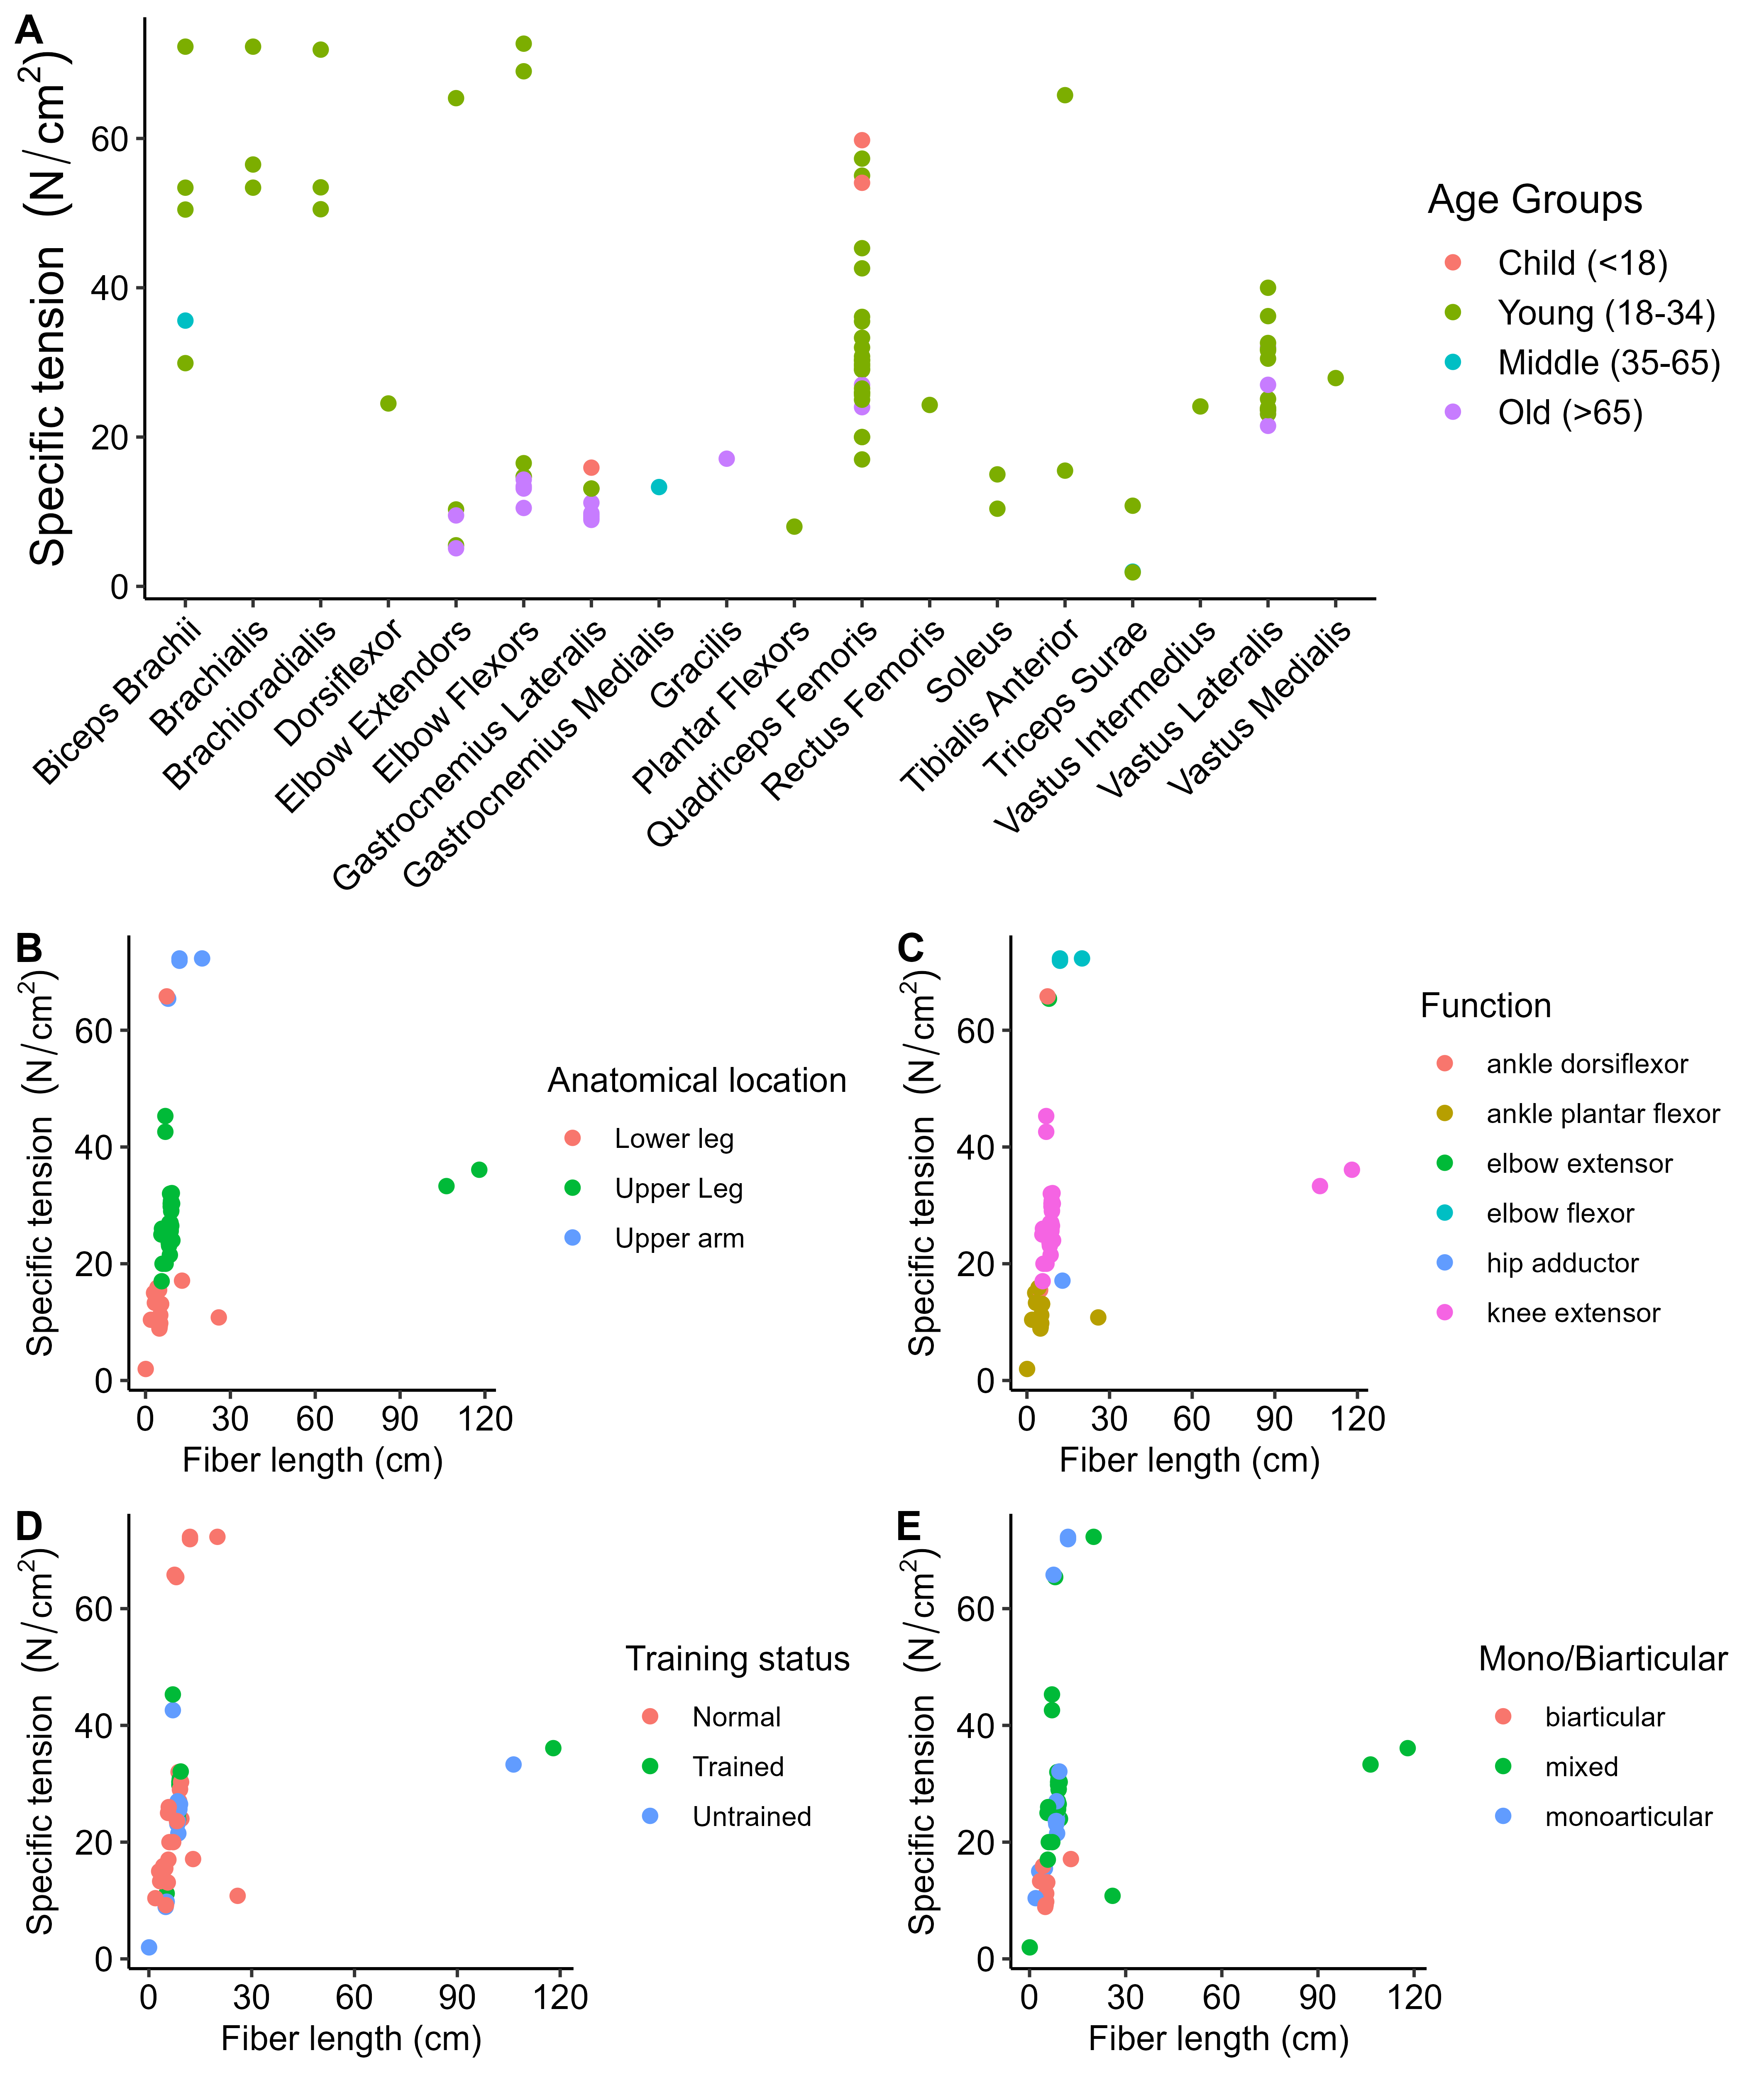 A
Specific tension (N/cm2)
60
40
20
0
Biceps Brachii
Brachialis
Brachioradialis
Dorsiflexor
Elbow Extendors
Elbow Flexors
Gastrocnemius Lateralis
Gastrocnemius Medialis
Gracilis
Plantar Flexors
Quadriceps Femoris
Rectus Femoris
Soleus
Tibialis Anterior
Triceps Surae
Vastus Intermedius
Vastus Lateralis
Vastus Medialis
Age Groups
Child (<18)
Young (18-34)
Middle (35-65)
Old (>65)
B
Specific tension (N/cm2)
60
40
20
0
0 30 60 90 120
Fiber length (cm)
Anatomical location
Lower leg
Upper Leg
Upper arm
C
Specific tension (N/cm2)
60
40
20
0
0 30 60 90 120
Fiber length (cm)
Function
ankle dorsiflexor
ankle plantar flexor
elbow extensor
elbow flexor
hip adductor
knee extensor
D
Specific tension (N/cm2)
60
40
20
0
0 30 60 90 120
Fiber length (cm)
Training status
Normal
Trained
Untrained
E
Specific tension (N/cm2)
60
40
20
0
0 30 60 90 120
Fiber length (cm)
Mono/Biarticular
biarticular
mixed
monoarticular